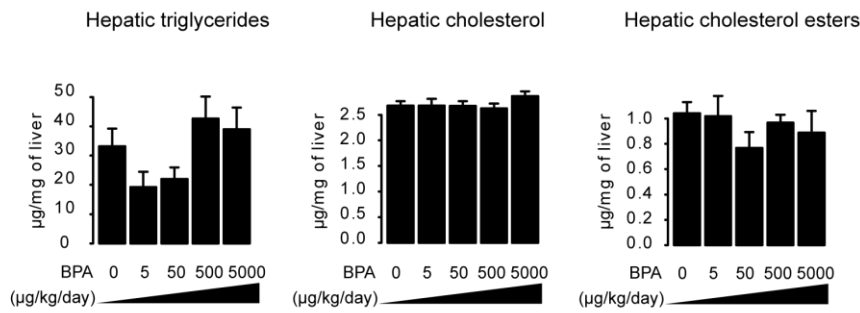 Hepatic triglycerides
Hepatic cholesterol
Hepatic cholesterol esters
µg/mg of liver
50
40
30
20
10
0
µg/mg of liver
2.5
2.0
1.5
1.0
0.5
0.0
µg/mg of liver
1.0
0.8
0.6
0.4
0.2
0.0
BPA 0 5 50 500 5000
(µg/kg/day)
BPA 0 5 50 500 5000
(µg/kg/day)
BPA 0 5 50 500 5000
(µg/kg/day)